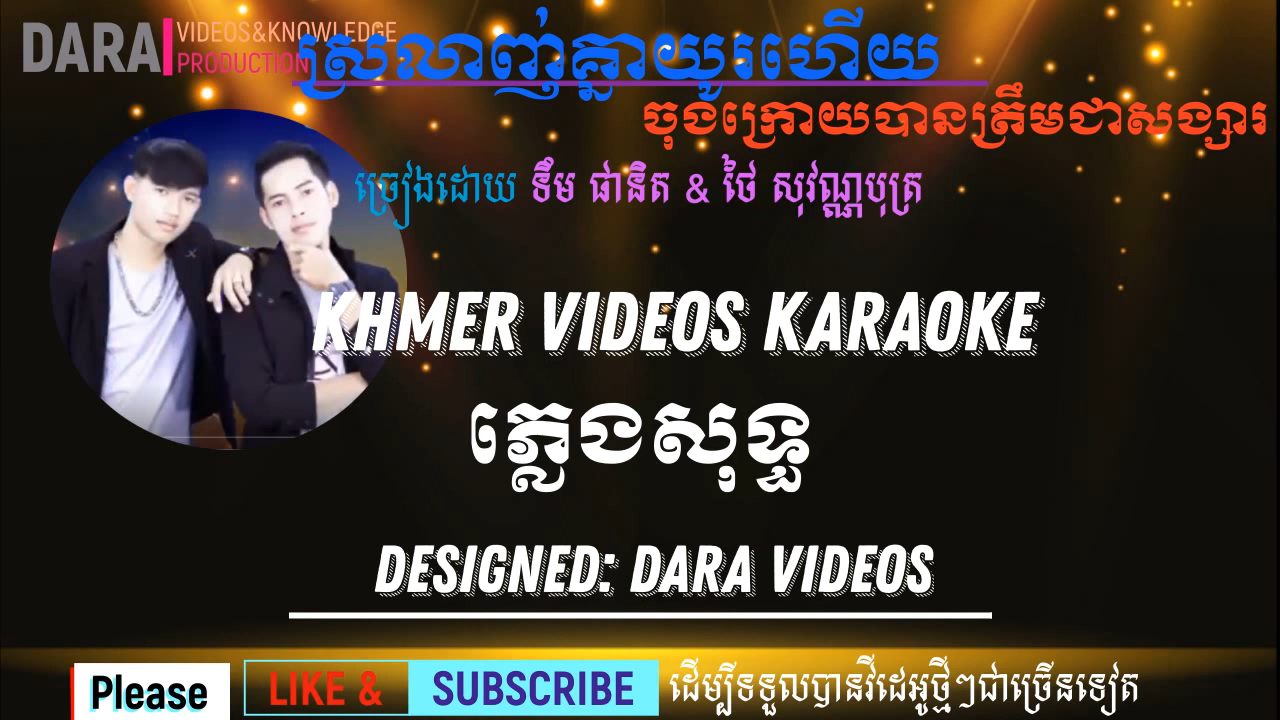 DARA VIDEOS&KNOWLEDGE
PRODUCTION
ស្រលាញ់គ្នាយូរហើយ
ចុងក្រោយបានត្រឹមជាសង្សារ
ច្រៀងដោយ ទឹម ផានិត & ថៃ សុវណ្ណបុត្រ
KHMER VIDEOS KARAOKE
ភ្លេងសុទ្ធ
DESIGNED: DARA VIDEOS
Please LIKE & SUBSCRIBE ដើម្បីទទួលបានវីដេអូថ្មីៗជាច្រើនទៀត